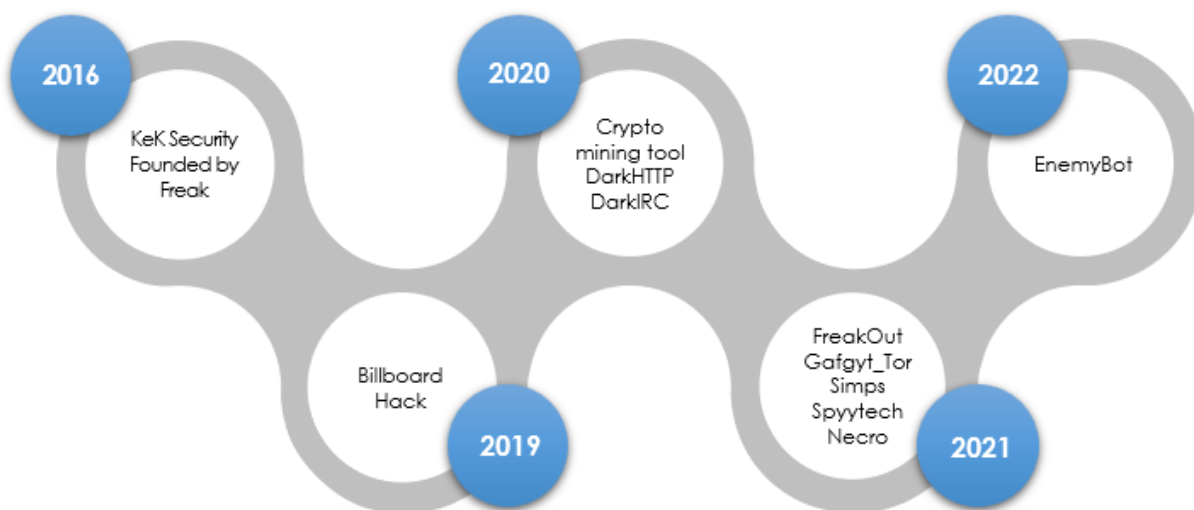 2016
KeK Security
Founded by
Freak
Billboard
Hack
2019
2020
Crypto
mining tool
DarkHTTP
DarkIRC
FreakOut
Gafgyt_Tor
Simps
Spyytech
Necro
2021
2022
EnemyBot